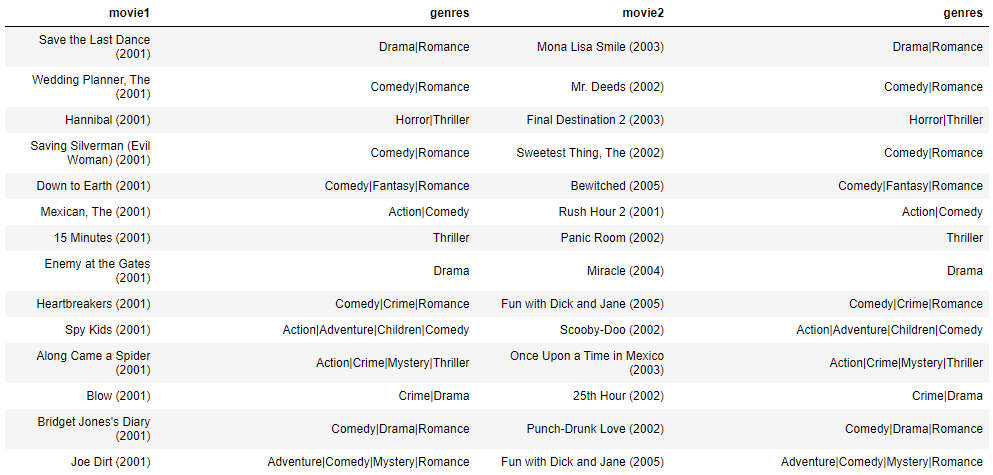 movie1 genres movie2 genres
Save the Last Dance
(2001) Drama|Romance Mona Lisa Smile (2003) Drama|Romance
Wedding Planner, The
(2001) Comedy|Romance Mr. Deeds (2002) Comedy|Romance
Hannibal (2001) Horror|Thriller Final Destination 2 (2003) Horror|Thriller
Saving Silverman (Evil
Woman) (2001) Comedy|Romance Sweetest Thing, The (2002) Comedy|Romance
Down to Earth (2001) Comedy|Fantasy|Romance Bewitched (2005) Comedy|Fantasy|Romance
Mexican, The (2001) Action|Comedy Rush Hour 2 (2001) Action|Comedy
15 Minutes (2001) Thriller Panic Room (2002) Thriller
Enemy at the Gates
(2001) Drama Miracle (2004) Drama
Heartbreakers (2001) Comedy|Crime|Romance Fun with Dick and Jane (2005) Comedy|Crime|Romance
Spy Kids (2001) Action|Adventure|Children|Comedy Scooby-Doo (2002) Action|Adventure|Children|Comedy
Along Came a Spider
(2001) Action|Crime|Mystery|Thriller Once Upon a Time in Mexico
(2003) Action|Crime|Mystery|Thriller
Blow (2001) Crime|Drama 25th Hour (2002) Crime|Drama
Bridget Jones's Diary
(2001) Comedy|Drama|Romance Punch-Drunk Love (2002) Comedy|Drama|Romance
Joe Dirt (2001) Adventure|Comedy|Mystery|Romance Fun with Dick and Jane (2005) Adventure|Comedy|Mystery|Romance